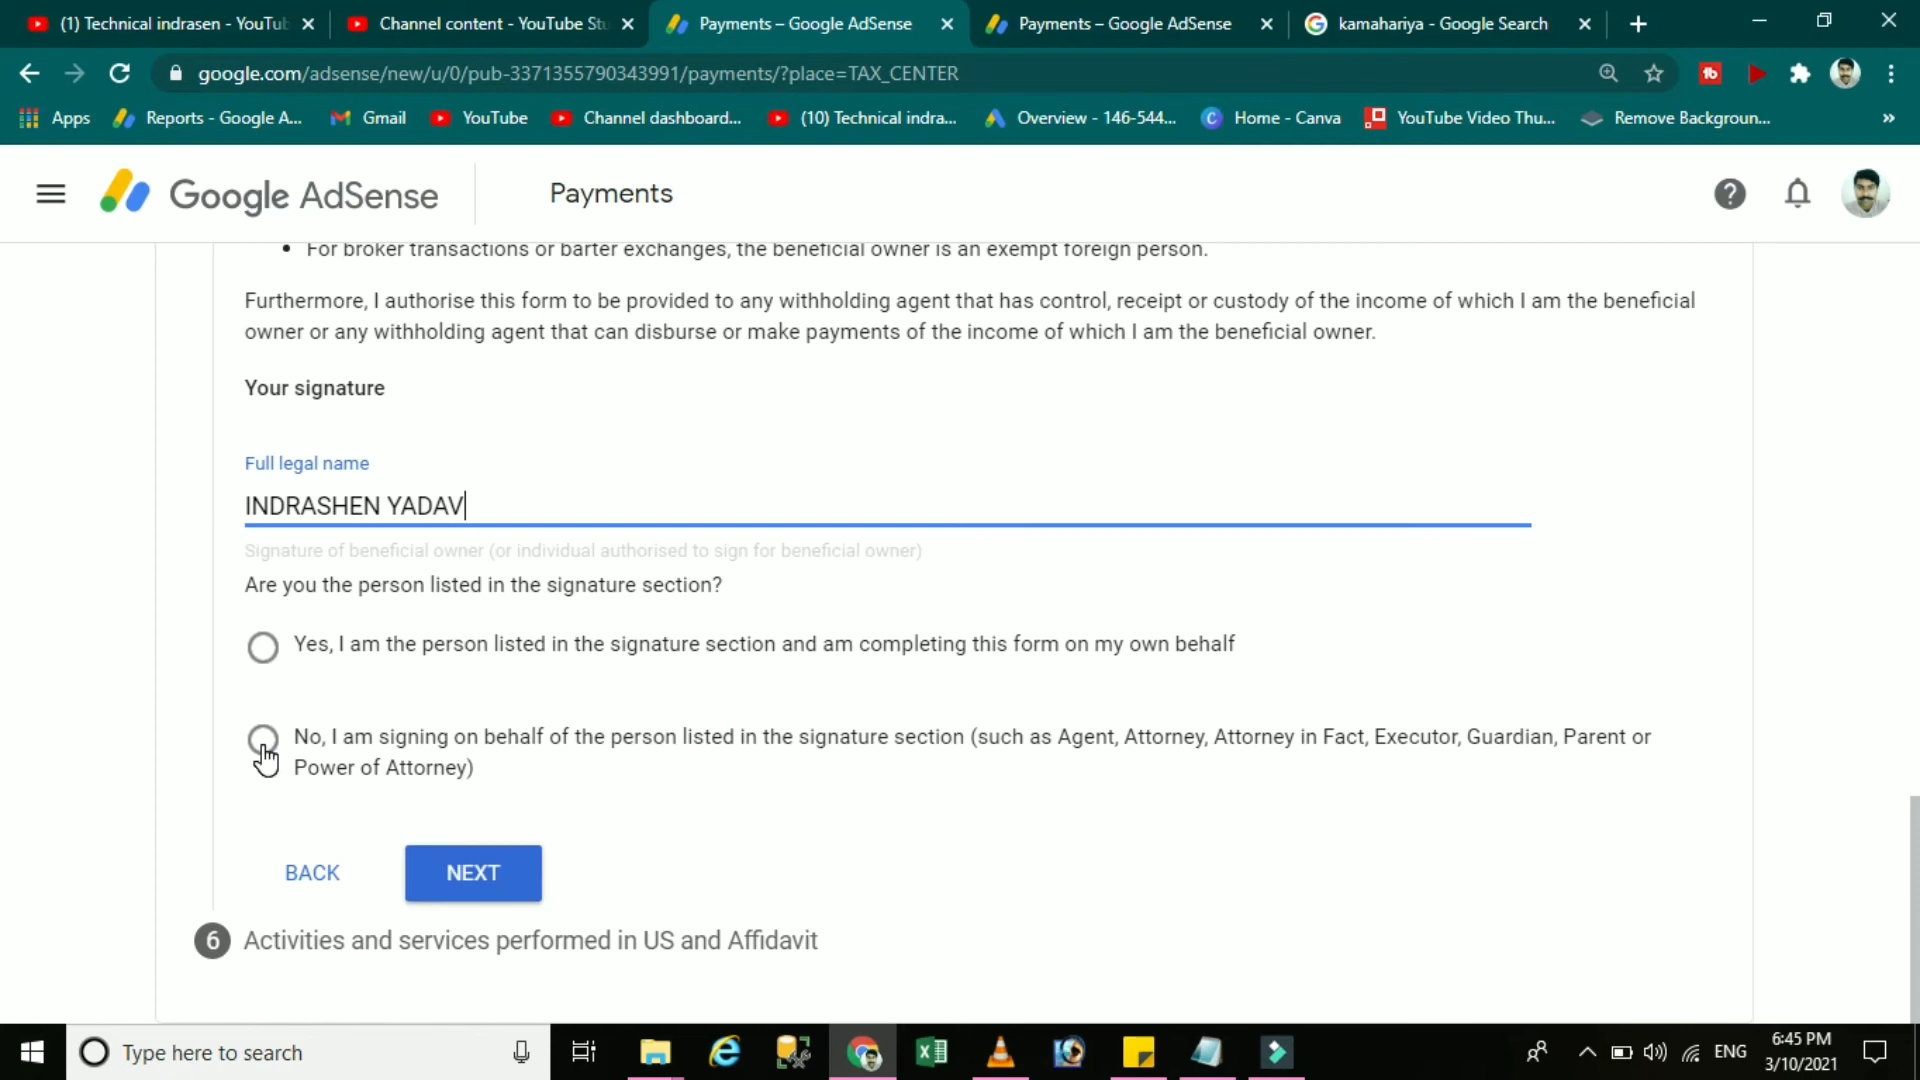 (1) Technical indrasen - YouTub
Channel content - YouTube Stu
Payments – Google AdSense
Payments – Google AdSense
kamahariya - Google Search
google.com/adsense/new/u/0/pub-3371355790343991/payments/?place=TAX_CENTER
Apps
Reports - Google A...
Gmail
YouTube
Channel dashboard...
(10) Technical indra...
Overview - 146-544...
Home - Canva
YouTube Video Thu...
Remove Backgroun...
»
Google AdSense
Payments
• For broker transactions or barter exchanges, the beneficial owner is an exempt foreign person.
Furthermore, I authorise this form to be provided to any withholding agent that has control, receipt or custody of the income of which I am the beneficial
owner or any withholding agent that can disburse or make payments of the income of which I am the beneficial owner.
Your signature
Full legal name
INDRASHEN YADAV
Signature of beneficial owner (or individual authorised to sign for beneficial owner)
Are you the person listed in the signature section?
Yes, I am the person listed in the signature section and am completing this form on my own behalf
No, I am signing on behalf of the person listed in the signature section (such as Agent, Attorney, Attorney in Fact, Executor, Guardian, Parent or
Power of Attorney)
BACK
NEXT
6 Activities and services performed in US and Affidavit
Type here to search
ENG
6:45 PM
3/10/2021